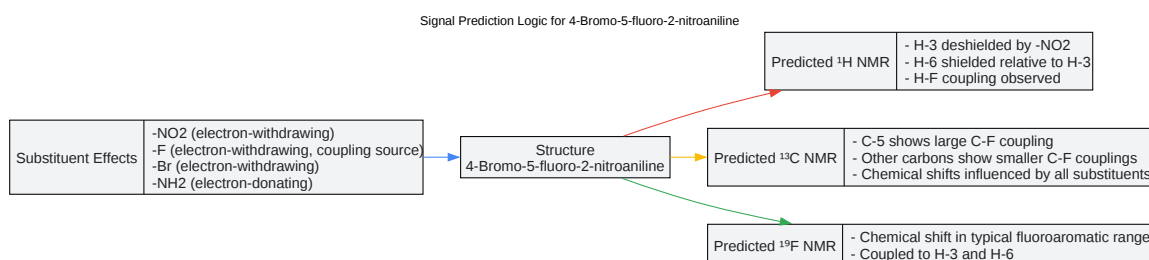 Signal Prediction Logic for 4-Bromo-5-fluoro-2-nitroaniline
Substituent Effects
-NO2 (electron-withdrawing)
-F (electron-withdrawing, coupling source)
-Br (electron-withdrawing)
-NH2 (electron-donating)
Structure
4-Bromo-5-fluoro-2-nitroaniline
Predicted ¹H NMR
- H-3 deshielded by -NO2
- H-6 shielded relative to H-3
- H-F coupling observed
Predicted ¹³C NMR
- C-5 shows large C-F coupling
- Other carbons show smaller C-F couplings
- Chemical shifts influenced by all substituents
Predicted ¹⁹F NMR
- Chemical shift in typical fluoroaromatic range
- Coupled to H-3 and H-6